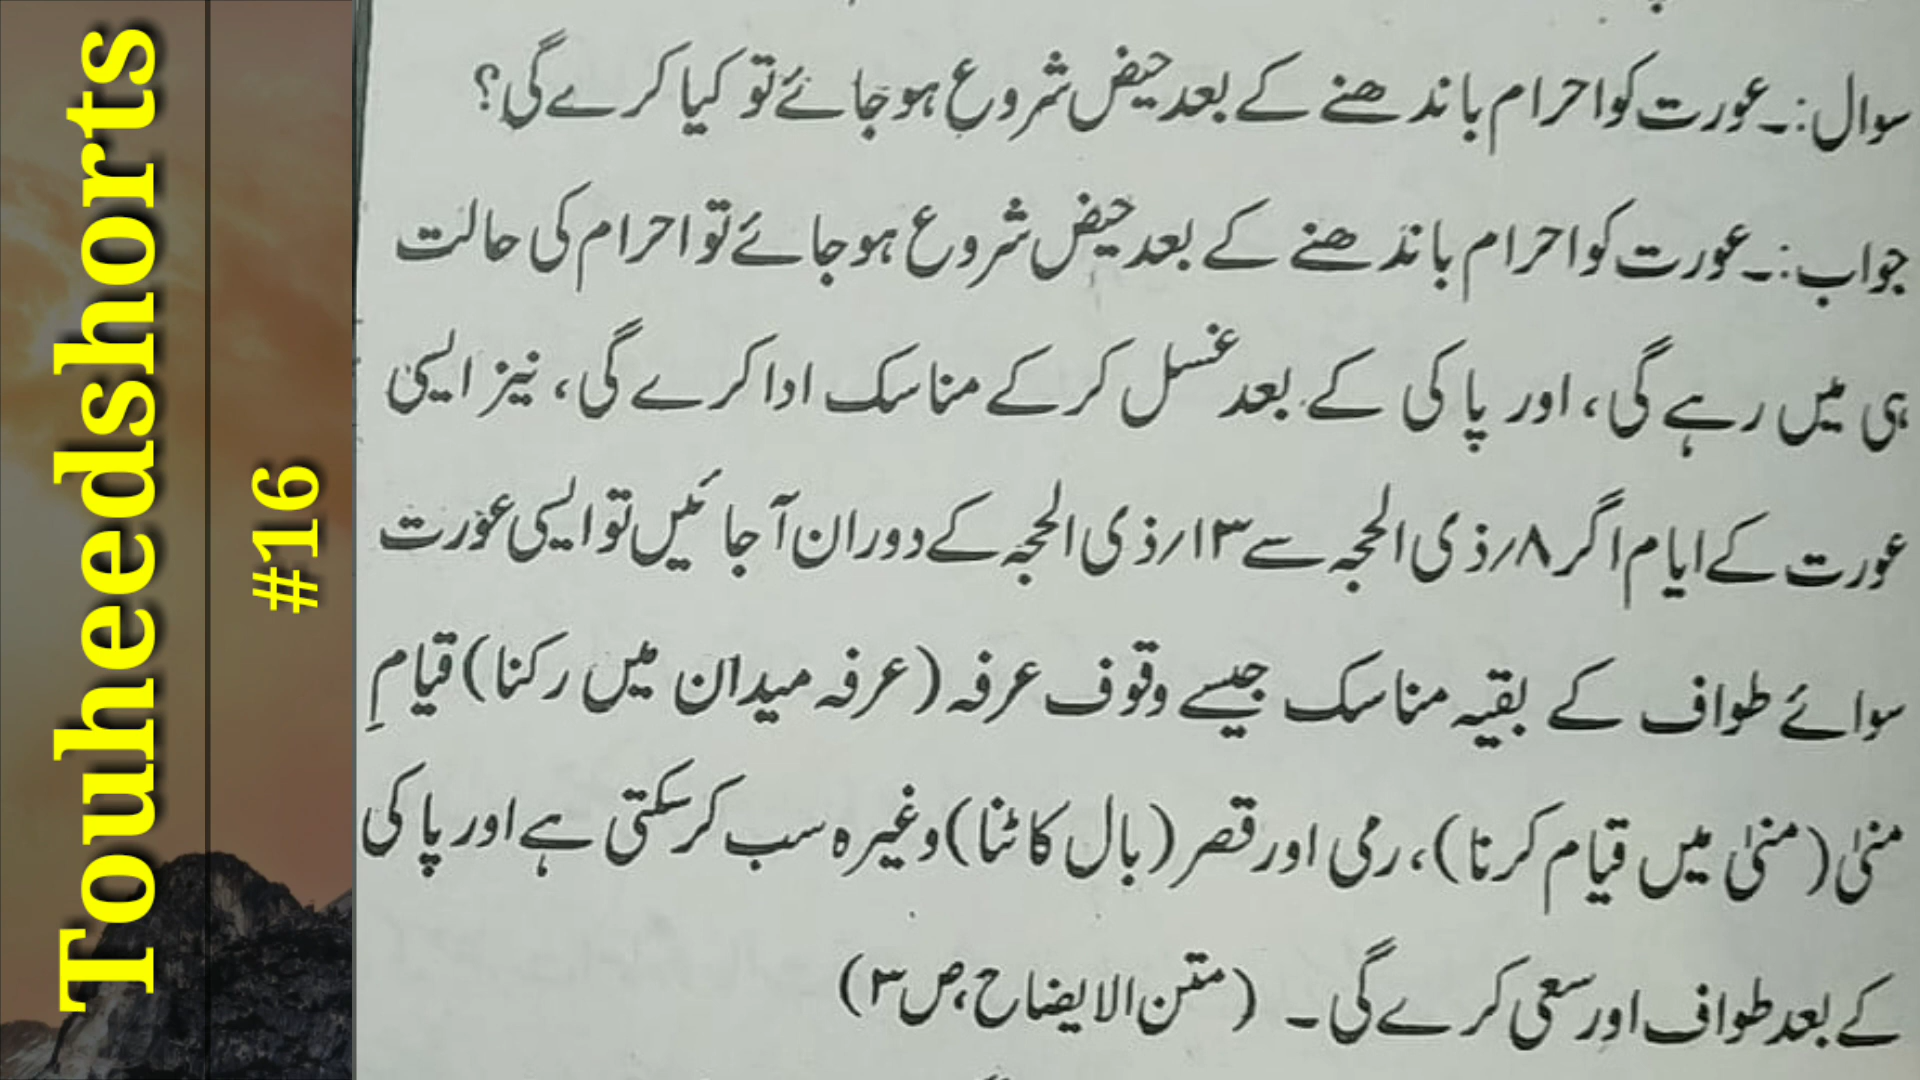 Touheedshorts
#16
سوال:۔عورت کو احرام باندھنے کے بعد حیض شروع ہو جائے تو کیا کرے گی؟
جواب:۔عورت کو احرام باندھنے کے بعد حیض شروع ہو جائے تو احرام کی حالت
ہی میں رہے گی، اور پاکی کے بعد غسل کر کے مناسک ادا کرے گی، نیز ایسی
عورت کے ایام اگر ۸/ذی الحجہ سے ۱۳/ذی الحجہ کے دوران آ جائیں تو ایسی عورت
سوائے طواف کے بقیہ مناسک جیسے وقوف عرفہ (عرفہ میدان میں رکنا) قیامِ
منیٰ (منیٰ میں قیام کرنا)، رمی اور قصر (بال کاٹنا) وغیرہ سب کر سکتی ہے اور پاکی
کے بعد طواف اور سعی کرے گی۔ (متن الایضاح، ص۳)